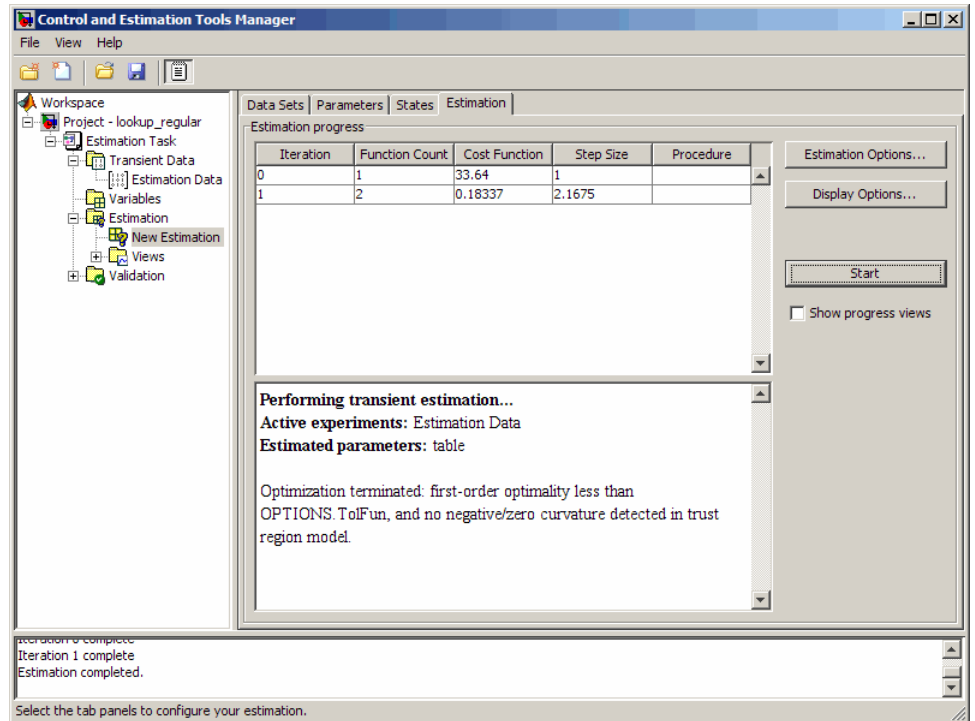 Control and Estimation Tools Manager
File View Help
Workspace
Project - lookup_regular
Estimation Task
Transient Data
Estimation Data
Variables
Estimation
New Estimation
Views
Validation
Data Sets Parameters States Estimation
Estimation progress
Iteration Function Count Cost Function Step Size Procedure
0 1 33.64 1
1 2 0.18337 2.1675
Estimation Options...
Display Options...
Start
Show progress views
Performing transient estimation...
Active experiments: Estimation Data
Estimated parameters: table
Optimization terminated: first-order optimality less than
OPTIONS.TolFun, and no negative/zero curvature detected in trust
region model.
Iteration 0 complete
Iteration 1 complete
Estimation completed.
Select the tab panels to configure your estimation.